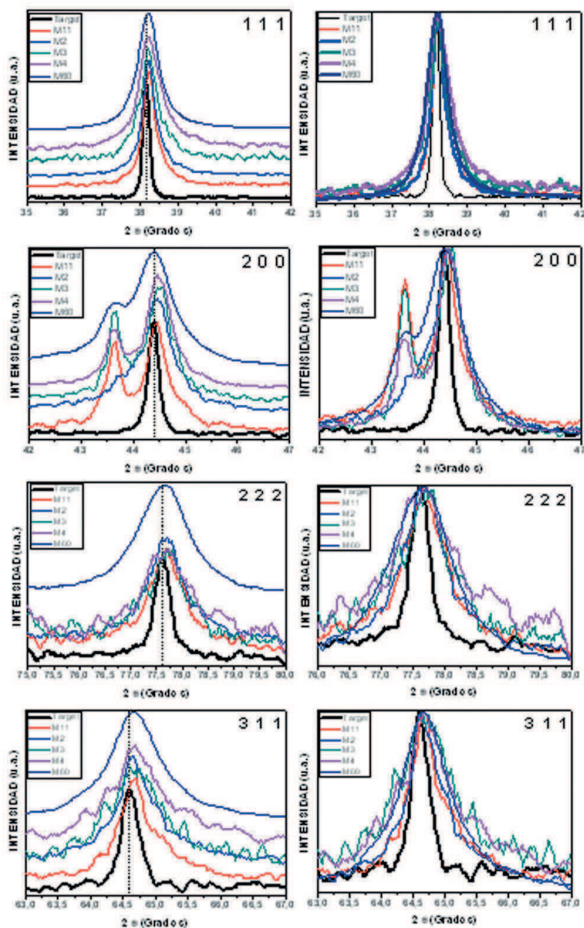 1 1 1
Target
M11
M2
M3
M4
M60
INTENSIDAD (u.a.)
35 36 37 38 39 40 41 42
2 θ (Grados)
1 1 1
Target
M11
M2
M3
M4
M60
INTENSIDAD (u.a.)
35 36 37 38 39 40 41 42
2 θ (Grados)
2 0 0
Target
M11
M2
M3
M4
M60
INTENSIDAD (u.a.)
42 43 44 45 46 47
2 θ (Grados)
2 0 0
Target
M11
M2
M3
M4
M60
INTENSIDAD (u.a.)
42 43 44 45 46 47
2 θ (Grados)
2 2 2
Target
M11
M2
M3
M4
M60
INTENSIDAD (u.a.)
75,0 75,5 76,0 76,5 77,0 77,5 78,0 78,5 79,0 79,5 80,0
2 θ (Grados)
2 2 2
Target
M11
M2
M3
M4
M60
INTENSIDAD (u.a.)
76,0 76,5 77,0 77,5 78,0 78,5 79,0 79,5 80,0
2 θ (Grados)
3 1 1
Target
M11
M2
M3
M4
M60
INTENSIDAD (u.a.)
63,0 63,5 64,0 64,5 65,0 65,5 66,0 66,5 67,0
2 θ (Grados)
3 1 1
Target
M11
M2
M3
M4
M60
INTENSIDAD (u.a.)
63,0 63,5 64,0 64,5 65,0 65,5 66,0 66,5 67,0
2 θ (Grados)